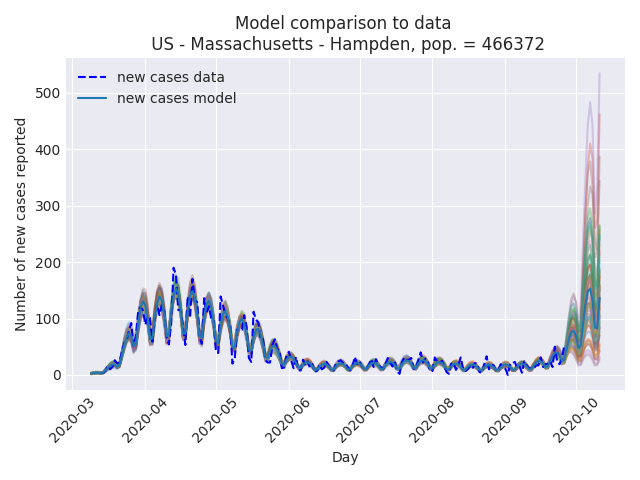 Model comparison to data
US - Massachusetts - Hampden, pop. = 466372
new cases data
new cases model
Number of new cases reported
500
400
300
200
100
0
2020-03
2020-04
2020-05
2020-06
2020-07
2020-08
2020-09
2020-10
Day